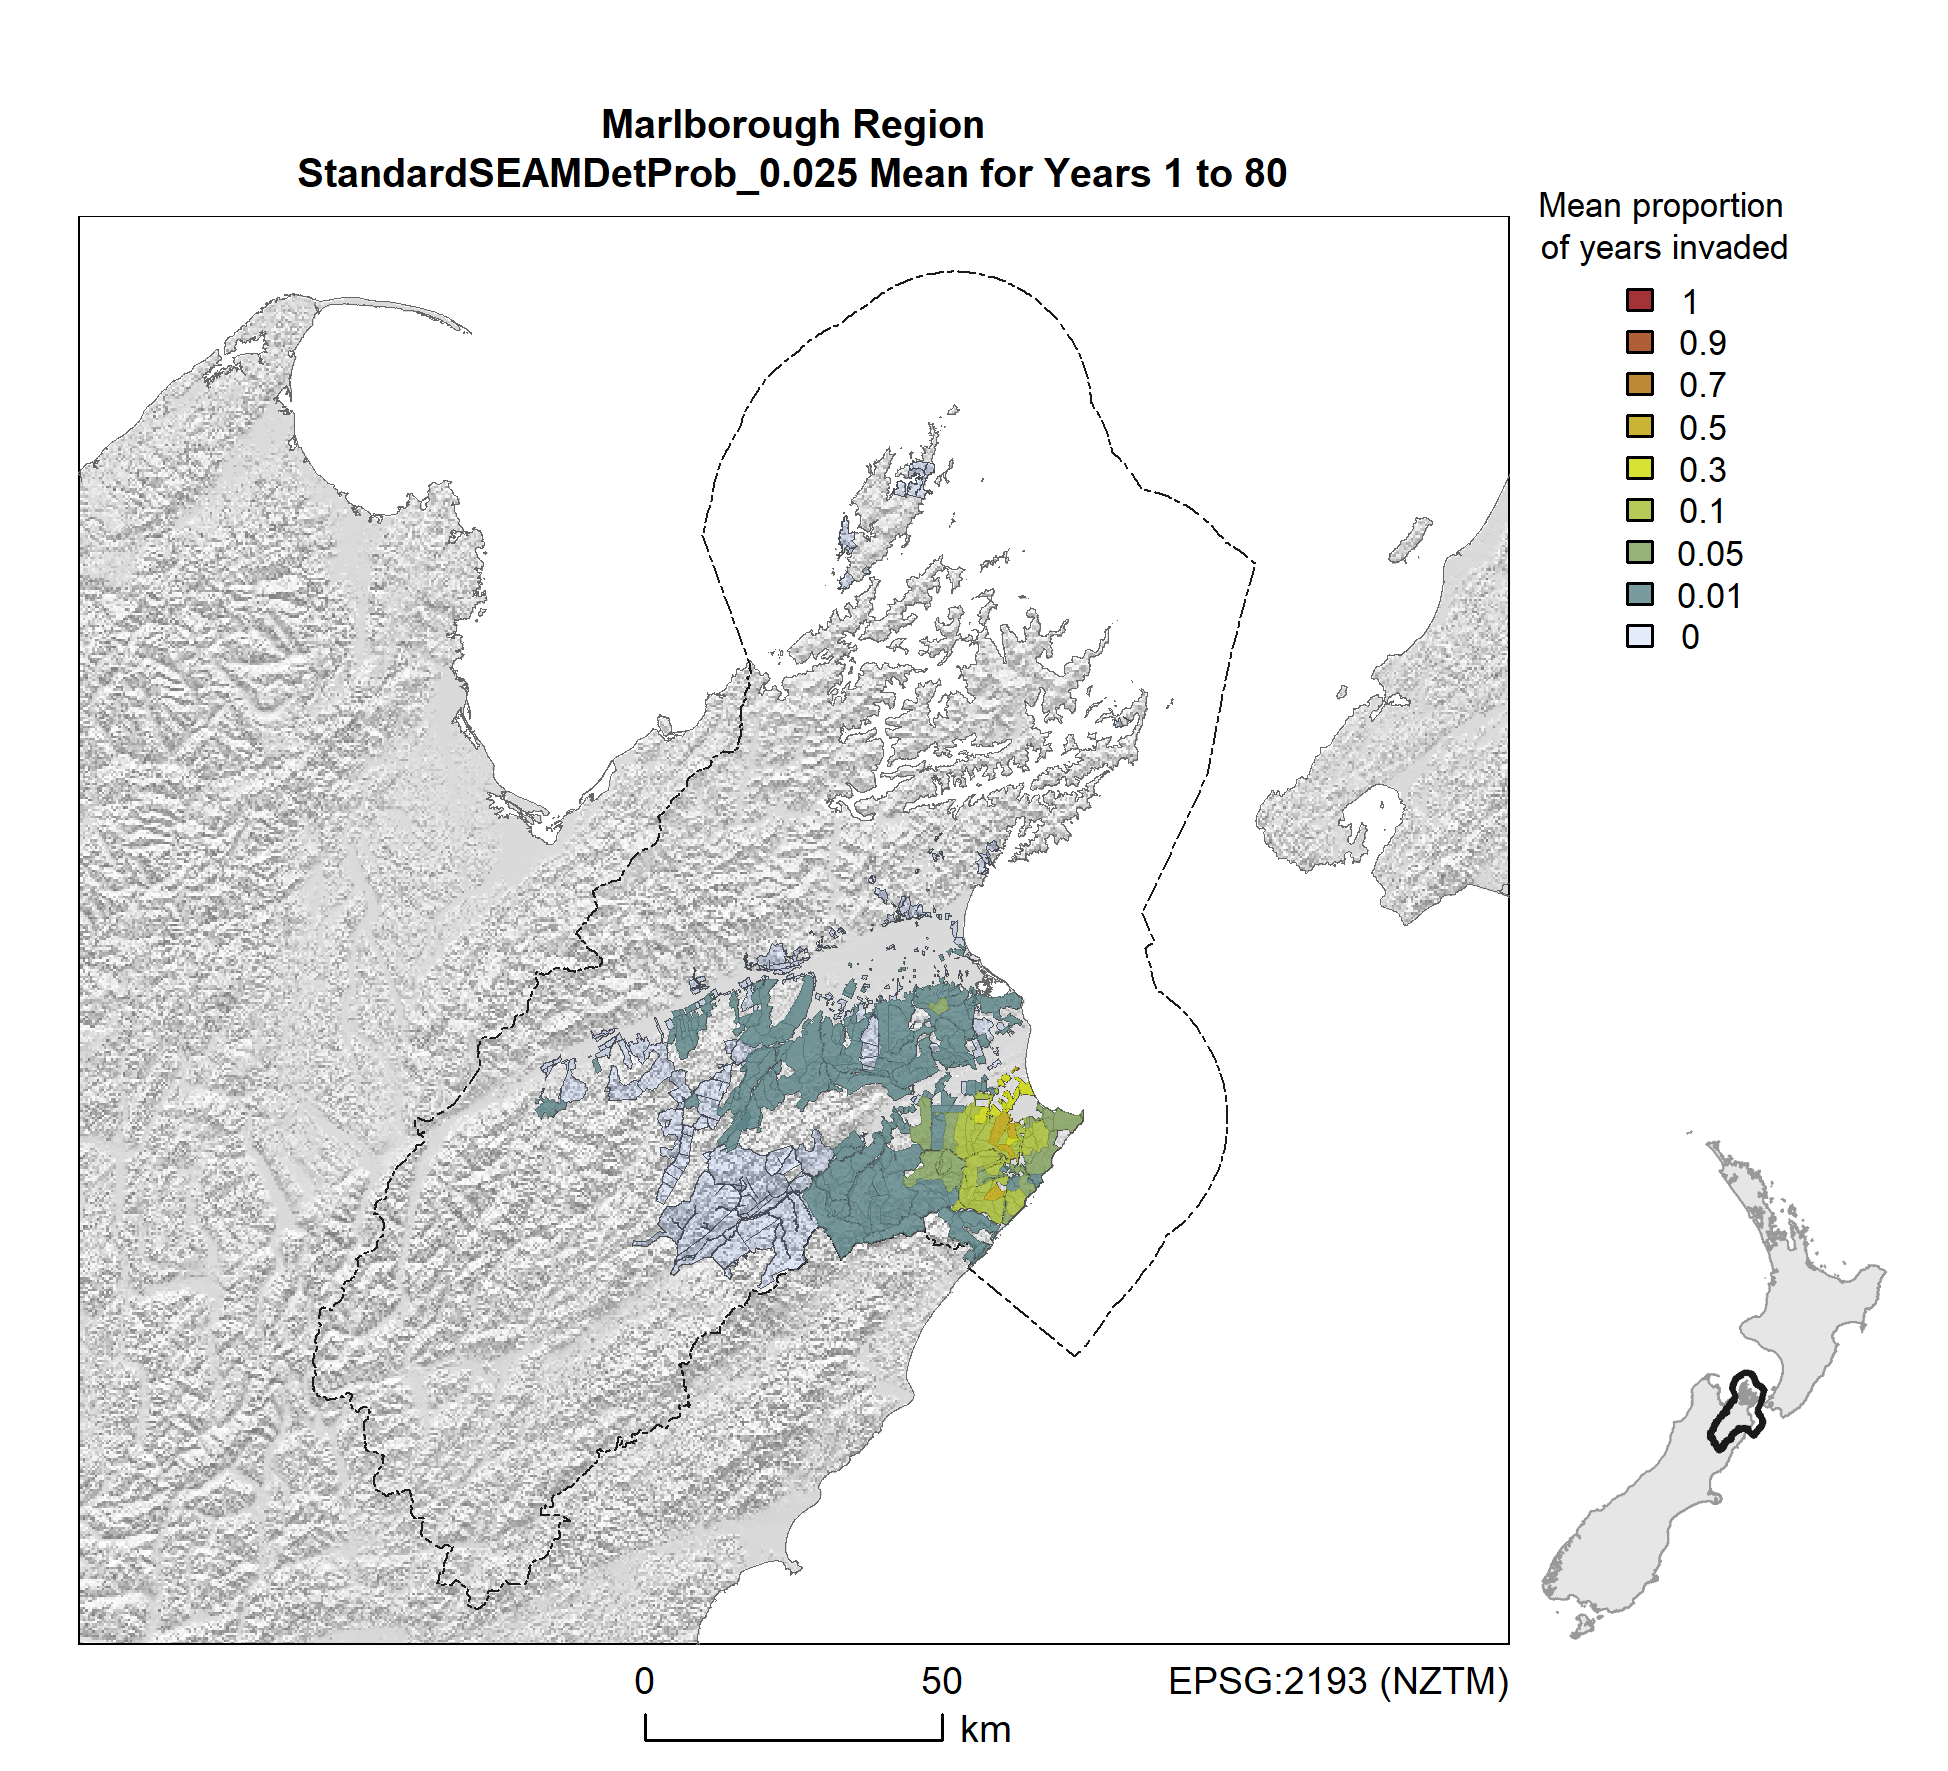 Marlborough Region
StandardSEAMDetProb_0.025 Mean for Years 1 to 80
Mean proportion
of years invaded
1
0.9
0.7
0.5
0.3
0.1
0.05
0.01
0
0 50
km
EPSG:2193 (NZTM)